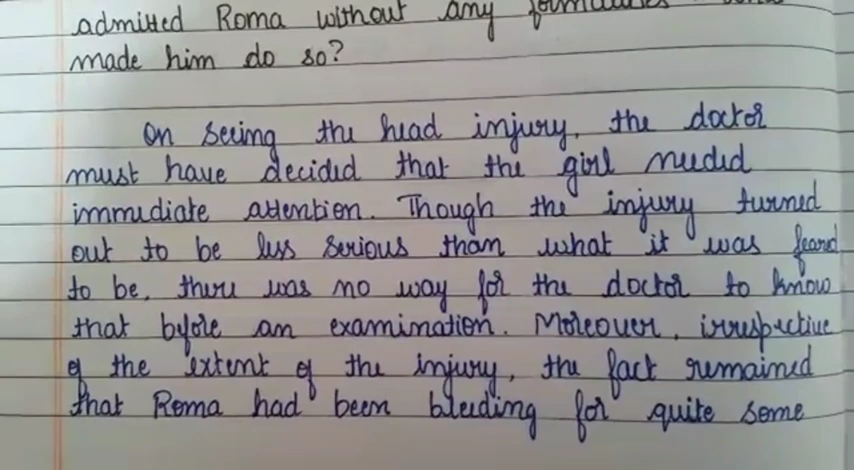 admitted Roma without any
made him do so?
On seeing the head injury, the doctor
must have decided that the girl needed
immediate attention. Though the injury turned
out to be less serious than what it was feared
to be, there was no way for the doctor to know
that before an examination. Moreover, irrespective
of the extent of the injury, the fact remained
that Roma had been bleeding for quite some